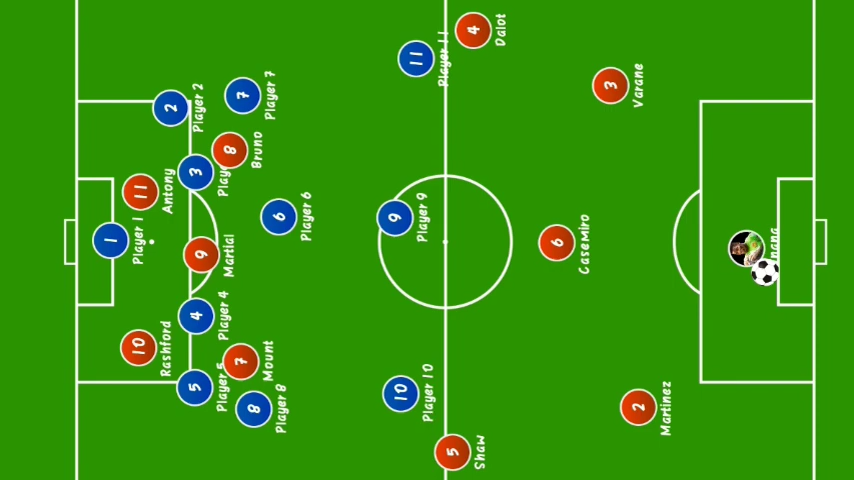 11
Player 11
4
Dalot
3
Varane
2
Player 2
7
Player 7
8
Bruno
3
Play
11
Antony
1
Player 1
6
Player 6
9
Player 9
9
Martial
6
Casemiro
nana
4
Player 4
10
Rashford
7
Mount
5
Player 5
8
Player 8
10
Player 10
2
Martinez
5
Shaw